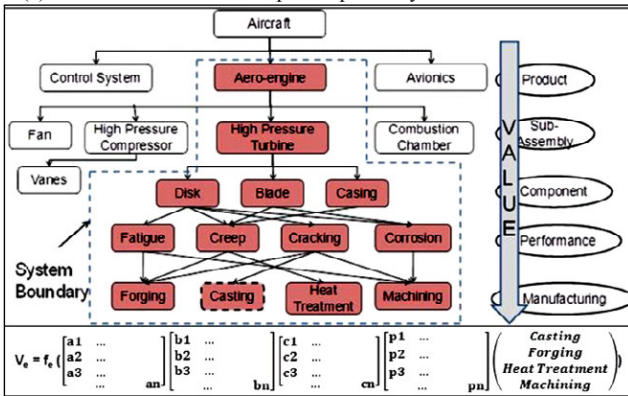 Aircraft
Control System
Aero-engine
Avionics
Product
Fan
High Pressure
Compressor
High Pressure
Turbine
Combustion
Chamber
Sub-
Assembly
Vanes
VALUE
Disk
Blade
Casing
Component
Fatigue
Creep
Cracking
Corrosion
Performance
System
Boundary
Forging
Casting
Heat
Treatment
Machining
Manufacturing
Ve = fe ([a1 ... a2 ... a3 ... ... an] [b1 ... b2 ... b3 ... ... bn] [c1 ... c2 ... c3 ... ... cn] [p1 ... p2 ... p3 ... ... pn] (Casting
Forging
Heat Treatment
Machining))